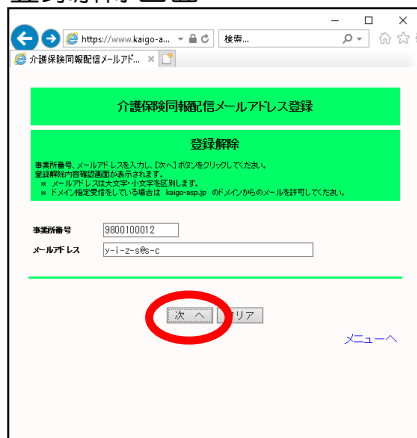 https://www.kaigo-a...
検索...
介護保険同報配信メールアドレ... ×
介護保険同報配信メールアドレス登録
登録解除
事業所番号、メールアドレスを入力し、[次へ]ボタンをクリックしてください。
登録解除内容確認画面が表示されます。
※ メールアドレスは大文字・小文字を区別します。
※ ドメイン指定受信をしている場合は kaigo-asp.jp のドメインからのメールを許可してください。
事業所番号 9800100012
メールアドレス y-i-z-s@s-c
次 へ リア
メニューへ